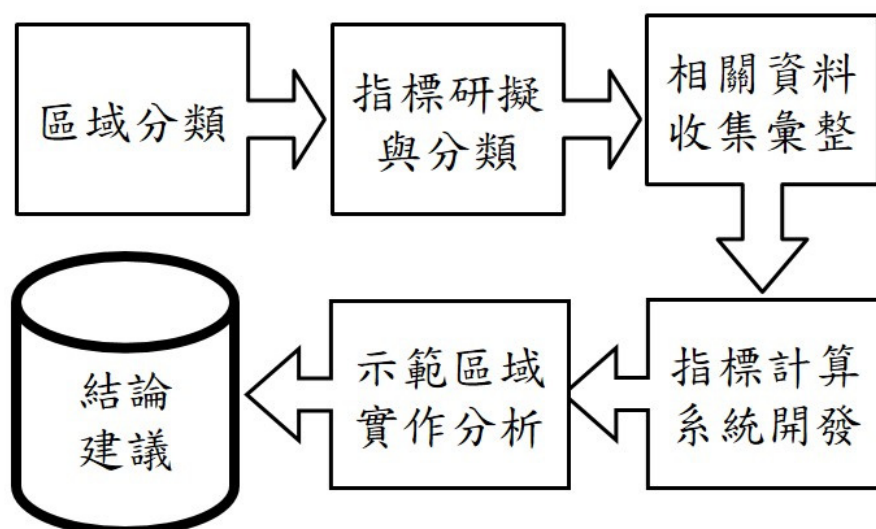 區域分類
指標研擬
與分類
相關資料
收集彙整
指標計算
系統開發
示範區域
實作分析
結論
建議